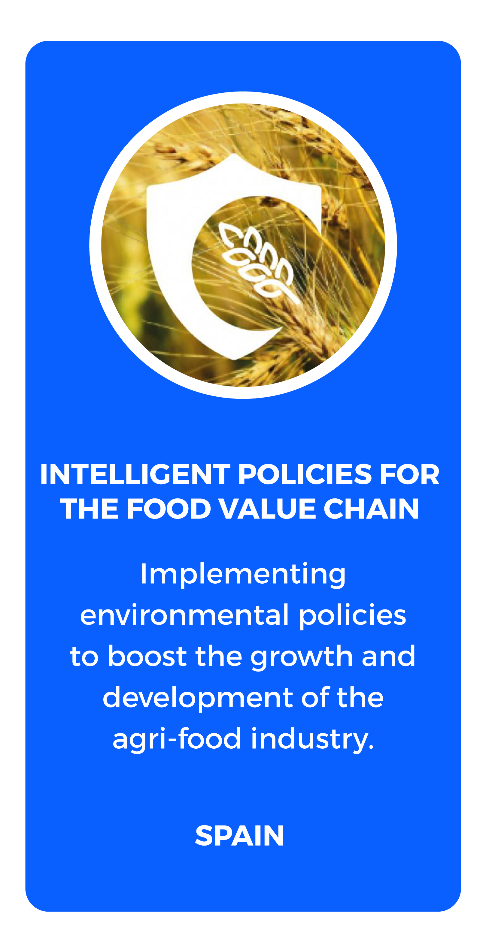 INTELLIGENT POLICIES FOR
THE FOOD VALUE CHAIN
Implementing
environmental policies
to boost the growth and
development of the
agri-food industry.
SPAIN